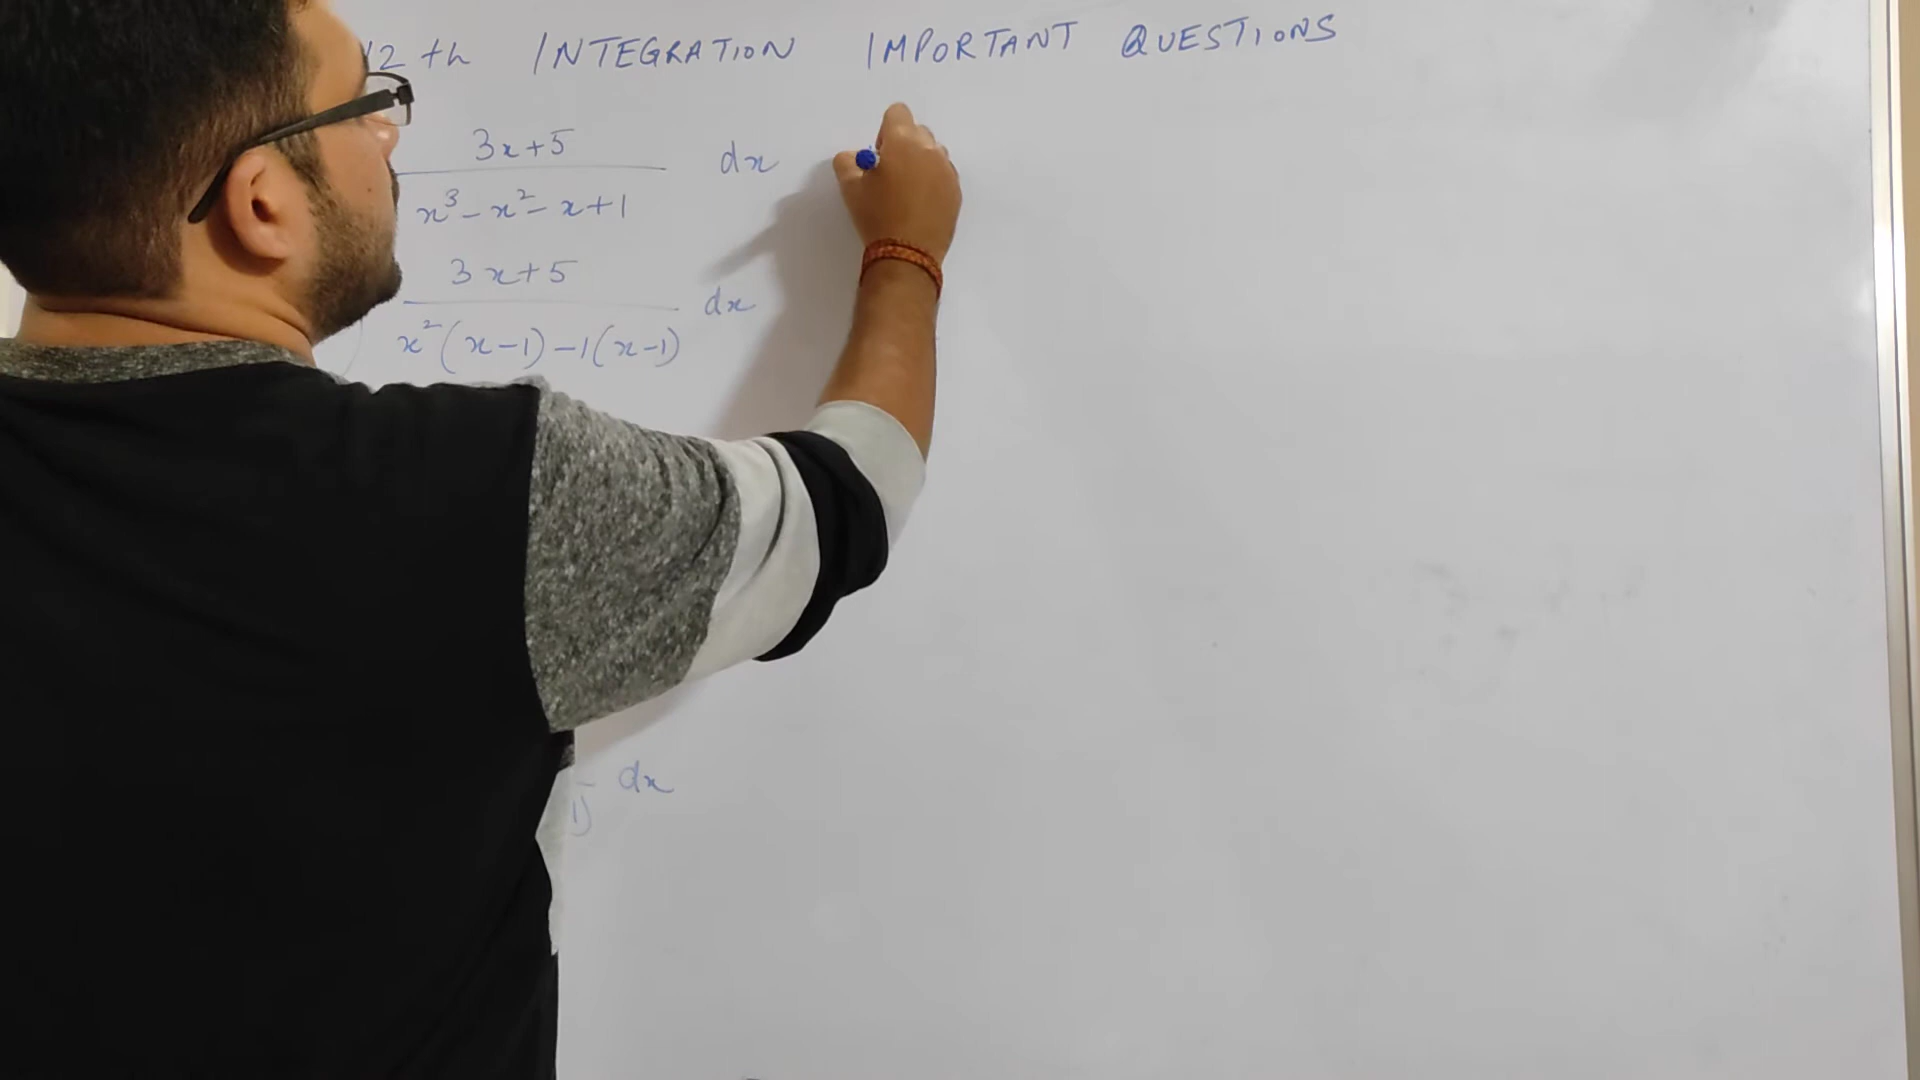 12 th INTEGRATION IMPORTANT QUESTIONS
3x+5
dx
x³-x²-x+1
3x+5
dx
x²(x-1)-1(x-1)
dx
1)